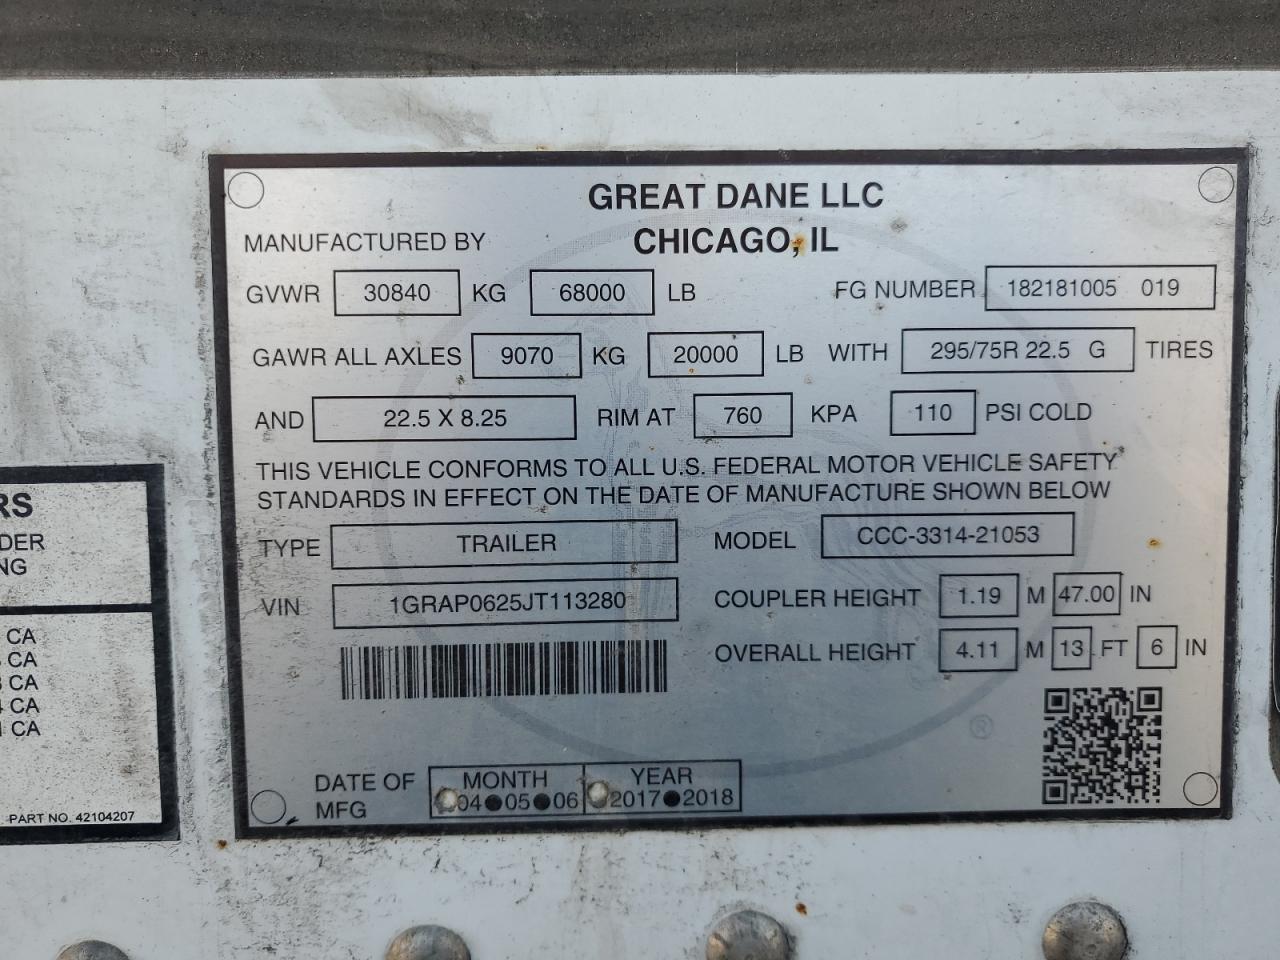 GREAT DANE LLC
MANUFACTURED BY CHICAGO, IL
GVWR 30840 KG 68000 LB FG NUMBER 182181005 019
GAWR ALL AXLES 9070 KG 20000 LB WITH 295/75R 22.5 G TIRES
AND 22.5 X 8.25 RIM AT 760 KPA 110 PSI COLD
THIS VEHICLE CONFORMS TO ALL U.S. FEDERAL MOTOR VEHICLE SAFETY
STANDARDS IN EFFECT ON THE DATE OF MANUFACTURE SHOWN BELOW
TYPE TRAILER MODEL CCC-3314-21053
VIN 1GRAP0625JT113280 COUPLER HEIGHT 1.19 M 47.00 IN
OVERALL HEIGHT 4.11 M 13 FT 6 IN
®
DATE OF MFG MONTH YEAR
04●05●06 2017●2018
RS
DER
NG
CA
CA
CA
CA
CA
PART NO. 42104207